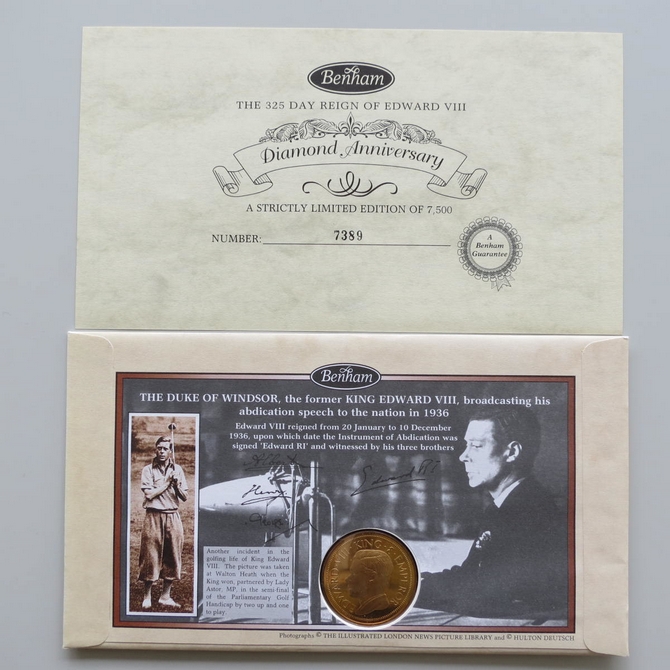 Benham
THE 325 DAY REIGN OF EDWARD VIII
Diamond Anniversary
A STRICTLY LIMITED EDITION OF 7,500
NUMBER: 7389
A
Benham
Guarantee
Benham
THE DUKE OF WINDSOR, the former KING EDWARD VIII, broadcasting his
abdication speech to the nation in 1936
Edward VIII reigned from 20 January to 10 December
1936, upon which date the Instrument of Abdication was
signed 'Edward RI' and witnessed by his three brothers
Edward RI
Henry
Another incident in the
golfing life of King Edward
VIII. The picture was taken
at Walton Heath when the
King won, partnered by Lady
Astor, MP, in the semi-final
of the Parliamentary Golf
Handicap by two up and one
to play.
KING & EMPEROR
Photographs © THE ILLUSTRATED LONDON NEWS PICTURE LIBRARY and © HULTON DEUTSCH